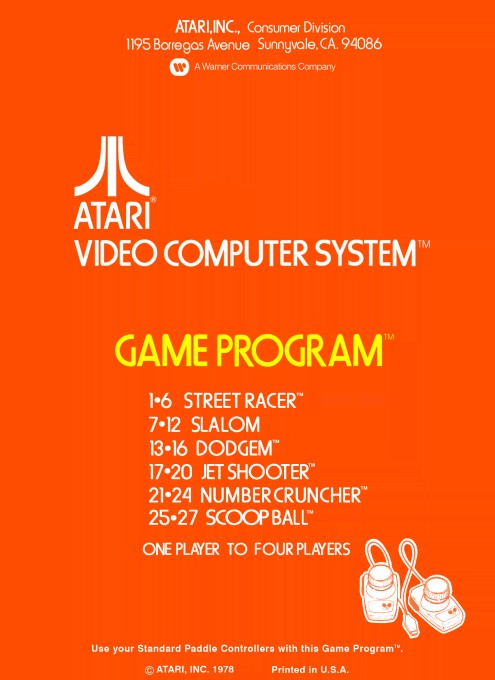 ATARI,INC., Consumer Division
1195 Borregas Avenue Sunnyvale, CA. 94086
A Warner Communications Company
ATARI®
VIDEO COMPUTER SYSTEM™
GAME PROGRAM™
1•6 STREET RACER™
7•12 SLALOM
13•16 DODGEM™
17•20 JET SHOOTER™
21•24 NUMBER CRUNCHER™
25•27 SCOOP BALL™
ONE PLAYER TO FOUR PLAYERS
Use your Standard Paddle Controllers with this Game Program™.
© ATARI, INC. 1978 Printed in U.S.A.